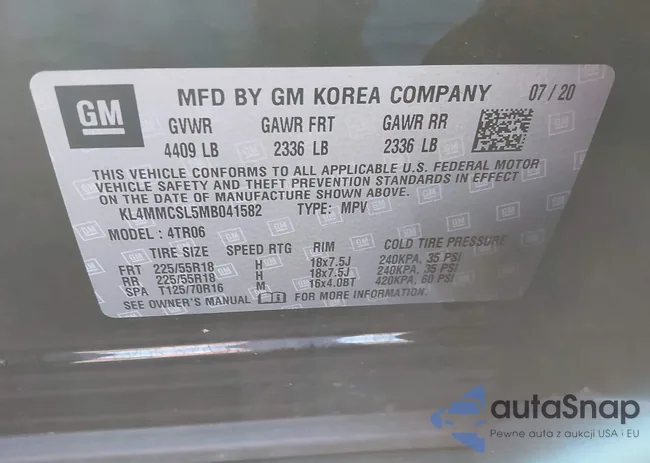 GM MFD BY GM KOREA COMPANY 07 / 20
GVWR GAWR FRT GAWR RR
4409 LB 2336 LB 2336 LB
THIS VEHICLE CONFORMS TO ALL APPLICABLE U.S. FEDERAL MOTOR
VEHICLE SAFETY AND THEFT PREVENTION STANDARDS IN EFFECT
ON THE DATE OF MANUFACTURE SHOWN ABOVE.
KL4MMCSL5MB041582 TYPE: MPV
MODEL : 4TR06
TIRE SIZE SPEED RTG RIM COLD TIRE PRESSURE
FRT 225/55R18 H 18x7.5J 240KPA, 35 PSI
RR 225/55R18 H 18x7.5J 240KPA, 35 PSI
SPA T125/70R16 M 16x4.0BT 420KPA, 60 PSI
SEE OWNER'S MANUAL FOR MORE INFORMATION.
autaSnap
Pewne auta z aukcji USA i EU